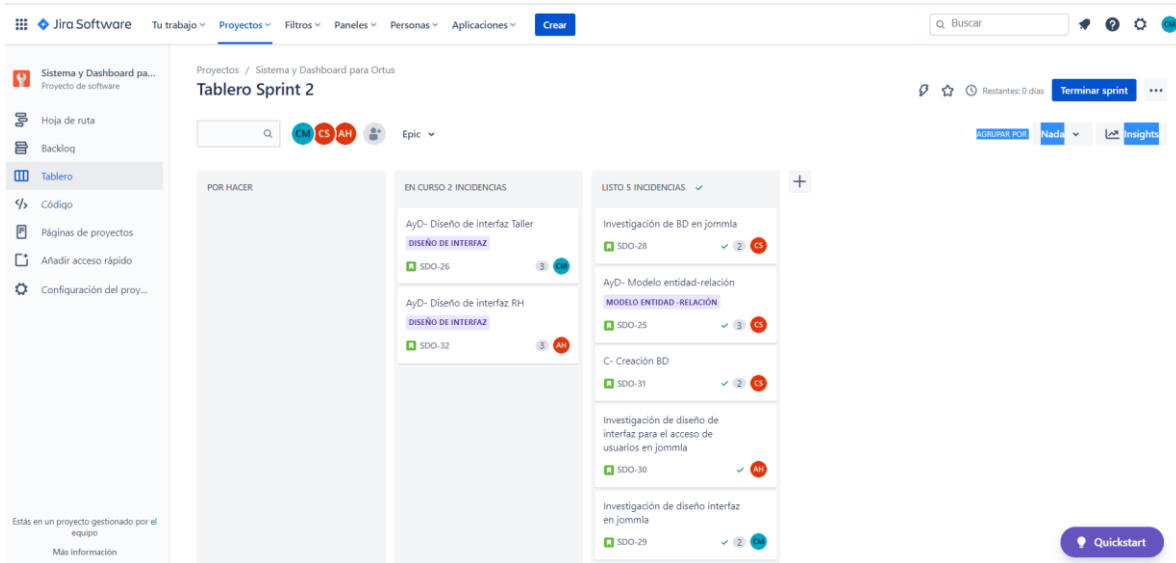 Jira Software Tu trabajo Proyectos Filtros Paneles Personas Aplicaciones Crear Buscar CM
Sistema y Dashboard pa...
Proyecto de software
Hoja de ruta
Backlog
Tablero
Código
Páginas de proyectos
Añadir acceso rápido
Configuración del proy...
Estás en un proyecto gestionado por el
equipo
Más información
Proyectos / Sistema y Dashboard para Ortus
Tablero Sprint 2
Restantes: 0 días Terminar sprint
CM CS AH Epic
AGRUPAR POR Nada Insights
POR HACER
EN CURSO 2 INCIDENCIAS
AyD- Diseño de interfaz Taller
DISEÑO DE INTERFAZ
SDO-26 3 CM
AyD- Diseño de interfaz RH
DISEÑO DE INTERFAZ
SDO-32 3 AH
LISTO 5 INCIDENCIAS
Investigación de BD en jommla
SDO-28 2 CS
AyD- Modelo entidad-relación
MODELO ENTIDAD -RELACIÓN
SDO-25 3 CS
C- Creación BD
SDO-31 2 CS
Investigación de diseño de
interfaz para el acceso de
usuarios en jommla
SDO-30 AH
Investigación de diseño interfaz
en jommla
SDO-29 2 CM
Quickstart